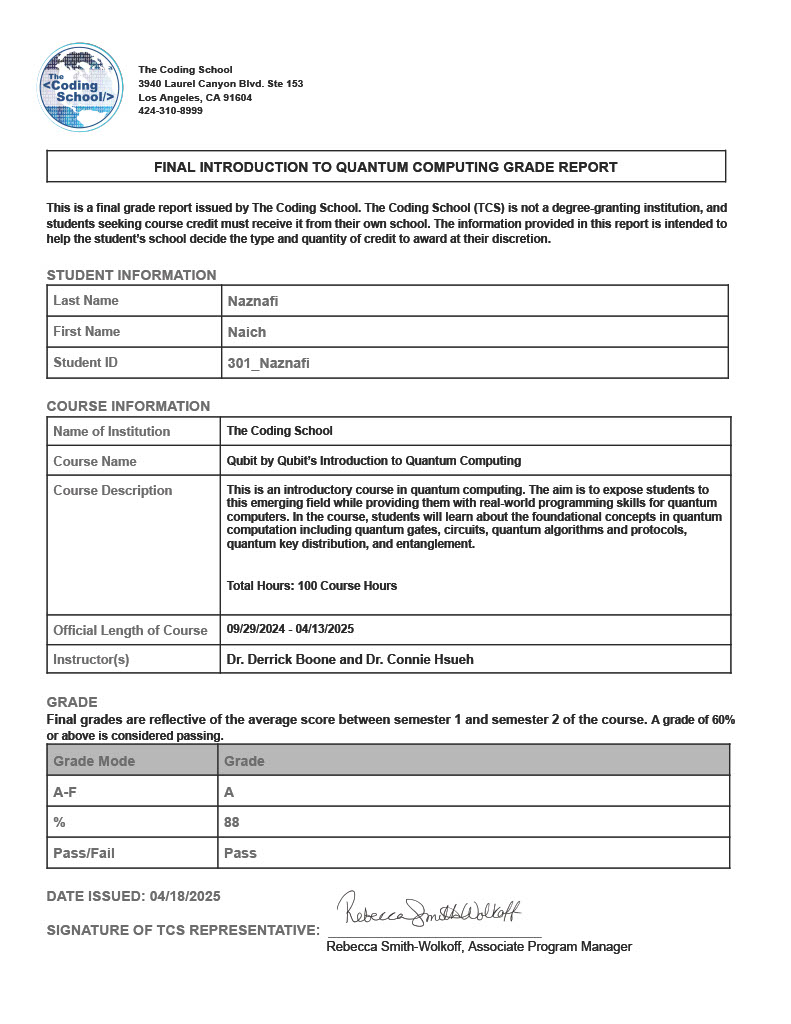 The
<Coding
School/>
The Coding School
3940 Laurel Canyon Blvd. Ste 153
Los Angeles, CA 91604
424-310-8999
FINAL INTRODUCTION TO QUANTUM COMPUTING GRADE REPORT
This is a final grade report issued by The Coding School. The Coding School (TCS) is not a degree-granting institution, and
students seeking course credit must receive it from their own school. The information provided in this report is intended to
help the student's school decide the type and quantity of credit to award at their discretion.
STUDENT INFORMATION
Last Name Naznafi
First Name Naich
Student ID 301_Naznafi
COURSE INFORMATION
Name of Institution The Coding School
Course Name Qubit by Qubit's Introduction to Quantum Computing
Course Description This is an introductory course in quantum computing. The aim is to expose students to
this emerging field while providing them with real-world programming skills for quantum
computers. In the course, students will learn about the foundational concepts in quantum
computation including quantum gates, circuits, quantum algorithms and protocols,
quantum key distribution, and entanglement.
Total Hours: 100 Course Hours
Official Length of Course 09/29/2024 - 04/13/2025
Instructor(s) Dr. Derrick Boone and Dr. Connie Hsueh
GRADE
Final grades are reflective of the average score between semester 1 and semester 2 of the course. A grade of 60%
or above is considered passing.
Grade Mode Grade
A-F A
% 88
Pass/Fail Pass
DATE ISSUED: 04/18/2025
Rebecca Smith-Wolkoff
SIGNATURE OF TCS REPRESENTATIVE:
Rebecca Smith-Wolkoff, Associate Program Manager